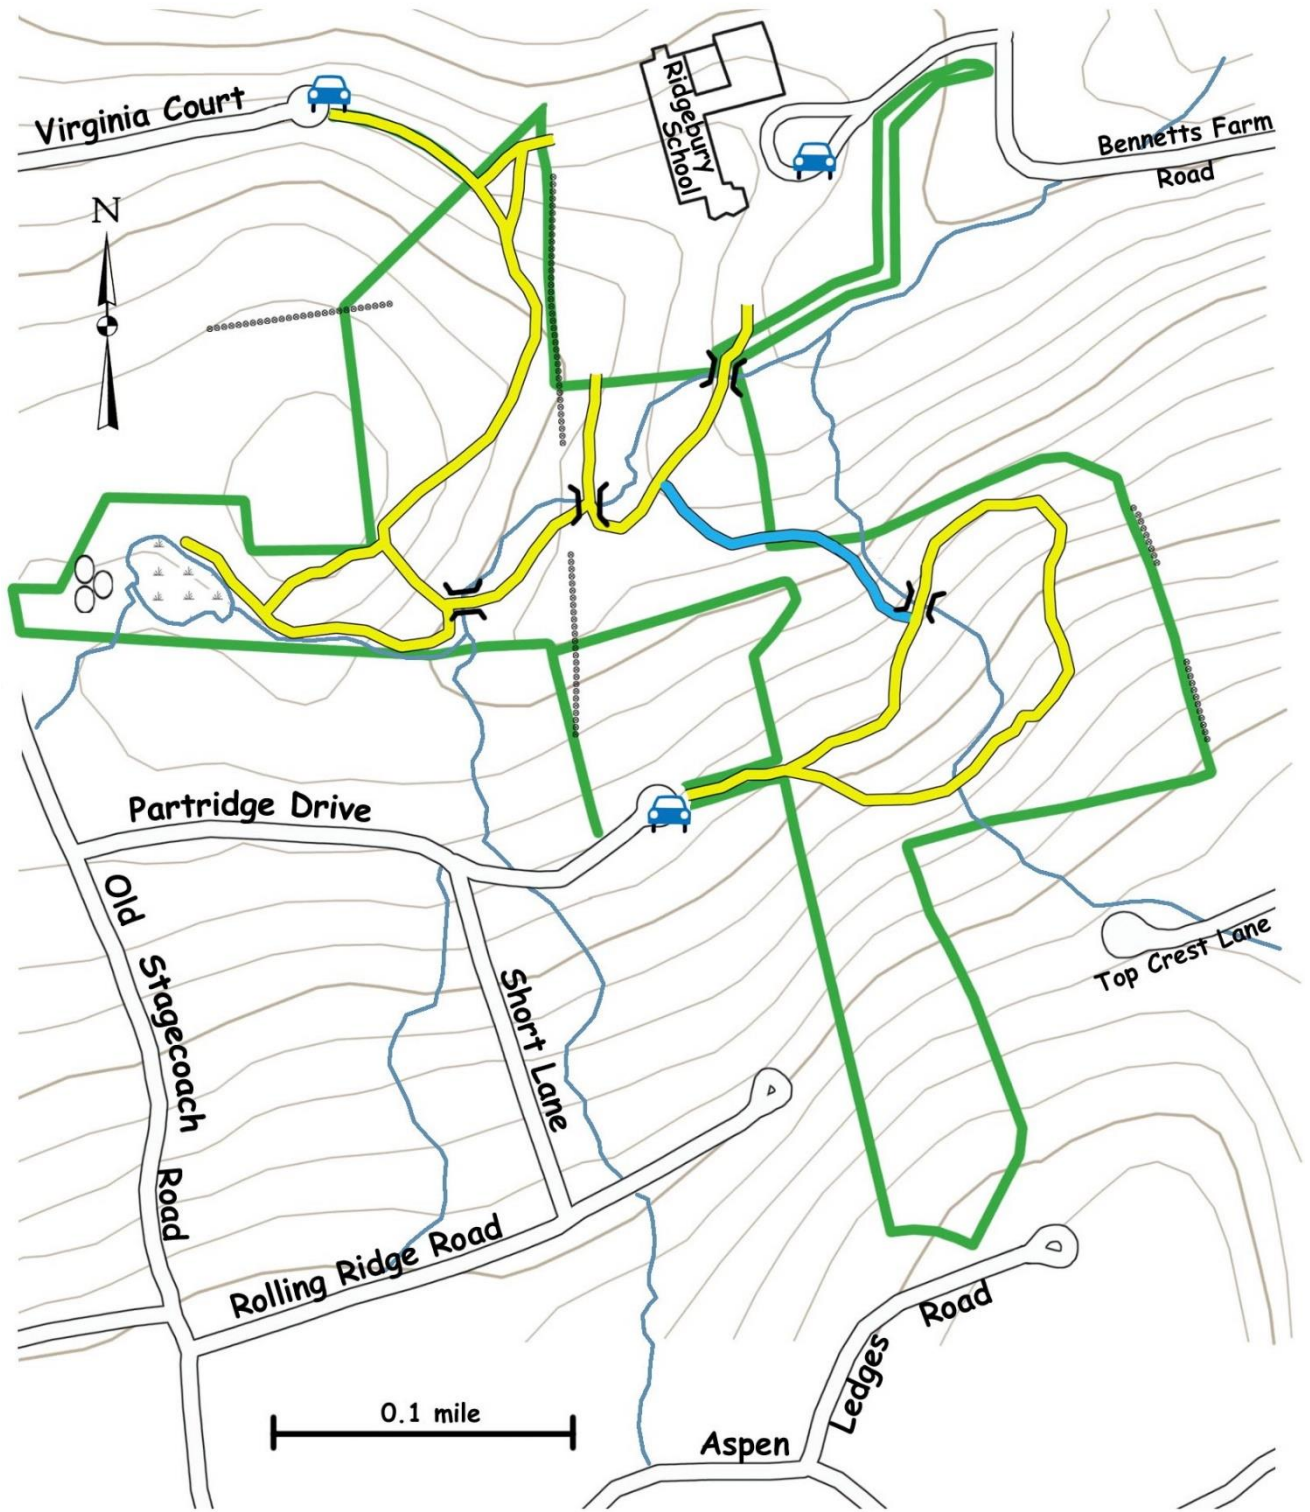 Virginia Court
Ridgebury
School
Bennetts Farm
Road
N
Partridge Drive
Old Stagecoach Road
Short Lane
Top Crest Lane
Rolling Ridge Road
Ledges Road
0.1 mile
Aspen